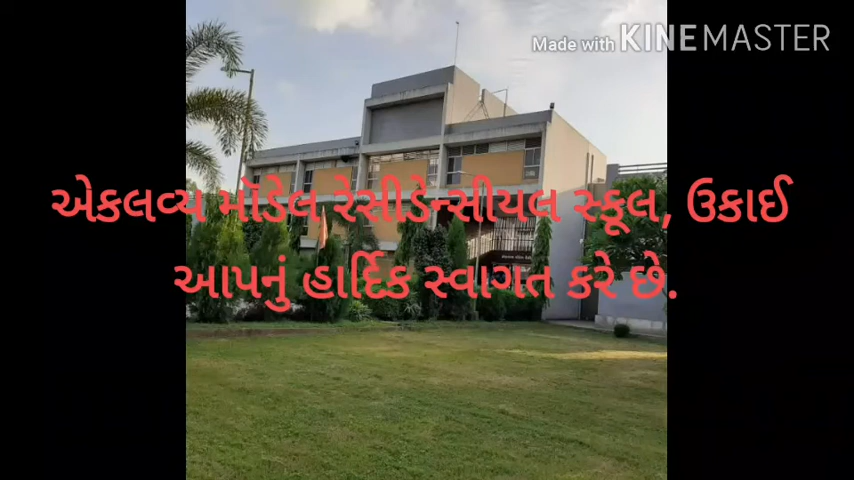 Made with KINEMASTER
એકલવ્ય મૉડેલ રેસીડેન્સીયલ સ્કૂલ, ઉકાઈ
આપનું હાર્દિક સ્વાગત કરે છે.